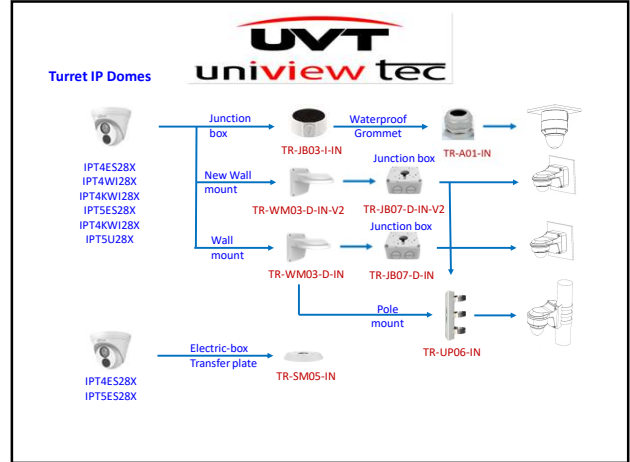 UVT
uniview tec
Turret IP Domes
Junction
box
Waterproof
Grommet
TR-JB03-I-IN
TR-A01-IN
IPT4ES28X
IPT4WI28X
IPT4KWI28X
IPT5ES28X
IPT4KWI28X
IPT5U28X
New Wall
mount
Junction box
TR-WM03-D-IN-V2
TR-JB07-D-IN-V2
Wall
mount
Junction box
TR-WM03-D-IN
TR-JB07-D-IN
Pole
mount
TR-UP06-IN
Electric-box
Transfer plate
TR-SM05-IN
IPT4ES28X
IPT5ES28X